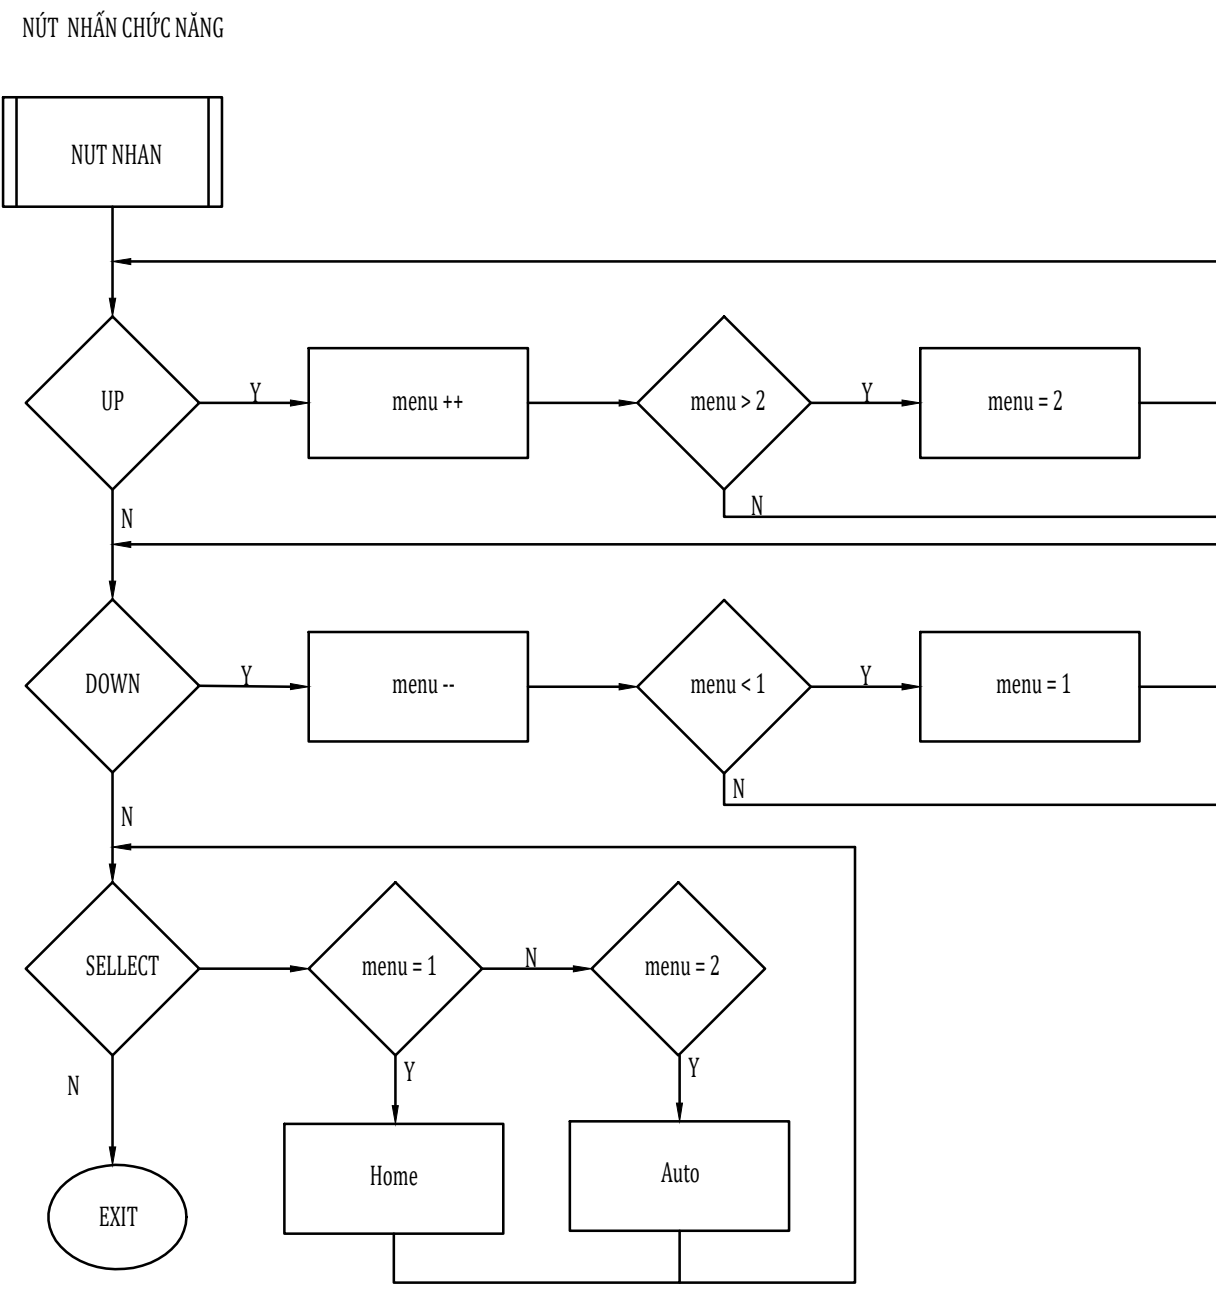 NÚT NHẤN CHỨC NĂNG
NUT NHAN
UP
Y
menu ++
menu > 2
Y
menu = 2
N
N
DOWN
Y
menu --
menu < 1
Y
menu = 1
N
N
SELLECT
menu = 1
N
menu = 2
N
Y
Y
Home
Auto
EXIT